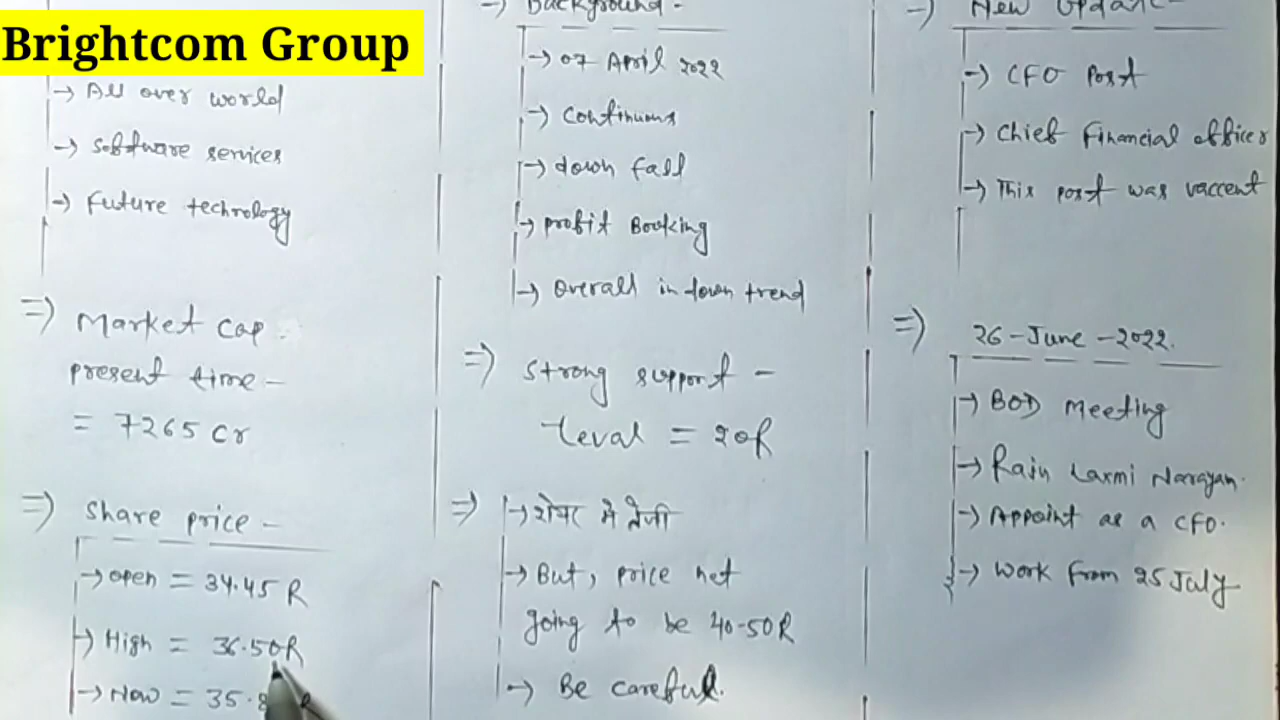 Brightcom Group
→ All over world
→ Software services
→ Future technology
⇒ Market cap.
present time –
= 7265 cr
⇒ Share price –
→ open = 34.45 R
→ High = 36.50R
→ Now = 35.8
→ Background –
→ 07 April 2022
→ continuous
→ down fall
→ profit Booking
→ Overall in down trend
⇒ Strong support –
leval = 20R
⇒ → शेयर मे तेजी
→ But, price not
going to be 40-50R
→ Be careful.
→ New Update –
→ CFO Post
→ Chief Financial officer
→ This post was vaccent
⇒ 26-June-2022.
→ BOD Meeting
→ Raju Laxmi Narayan.
→ Appoint as a CFO.
→ work from 25 July